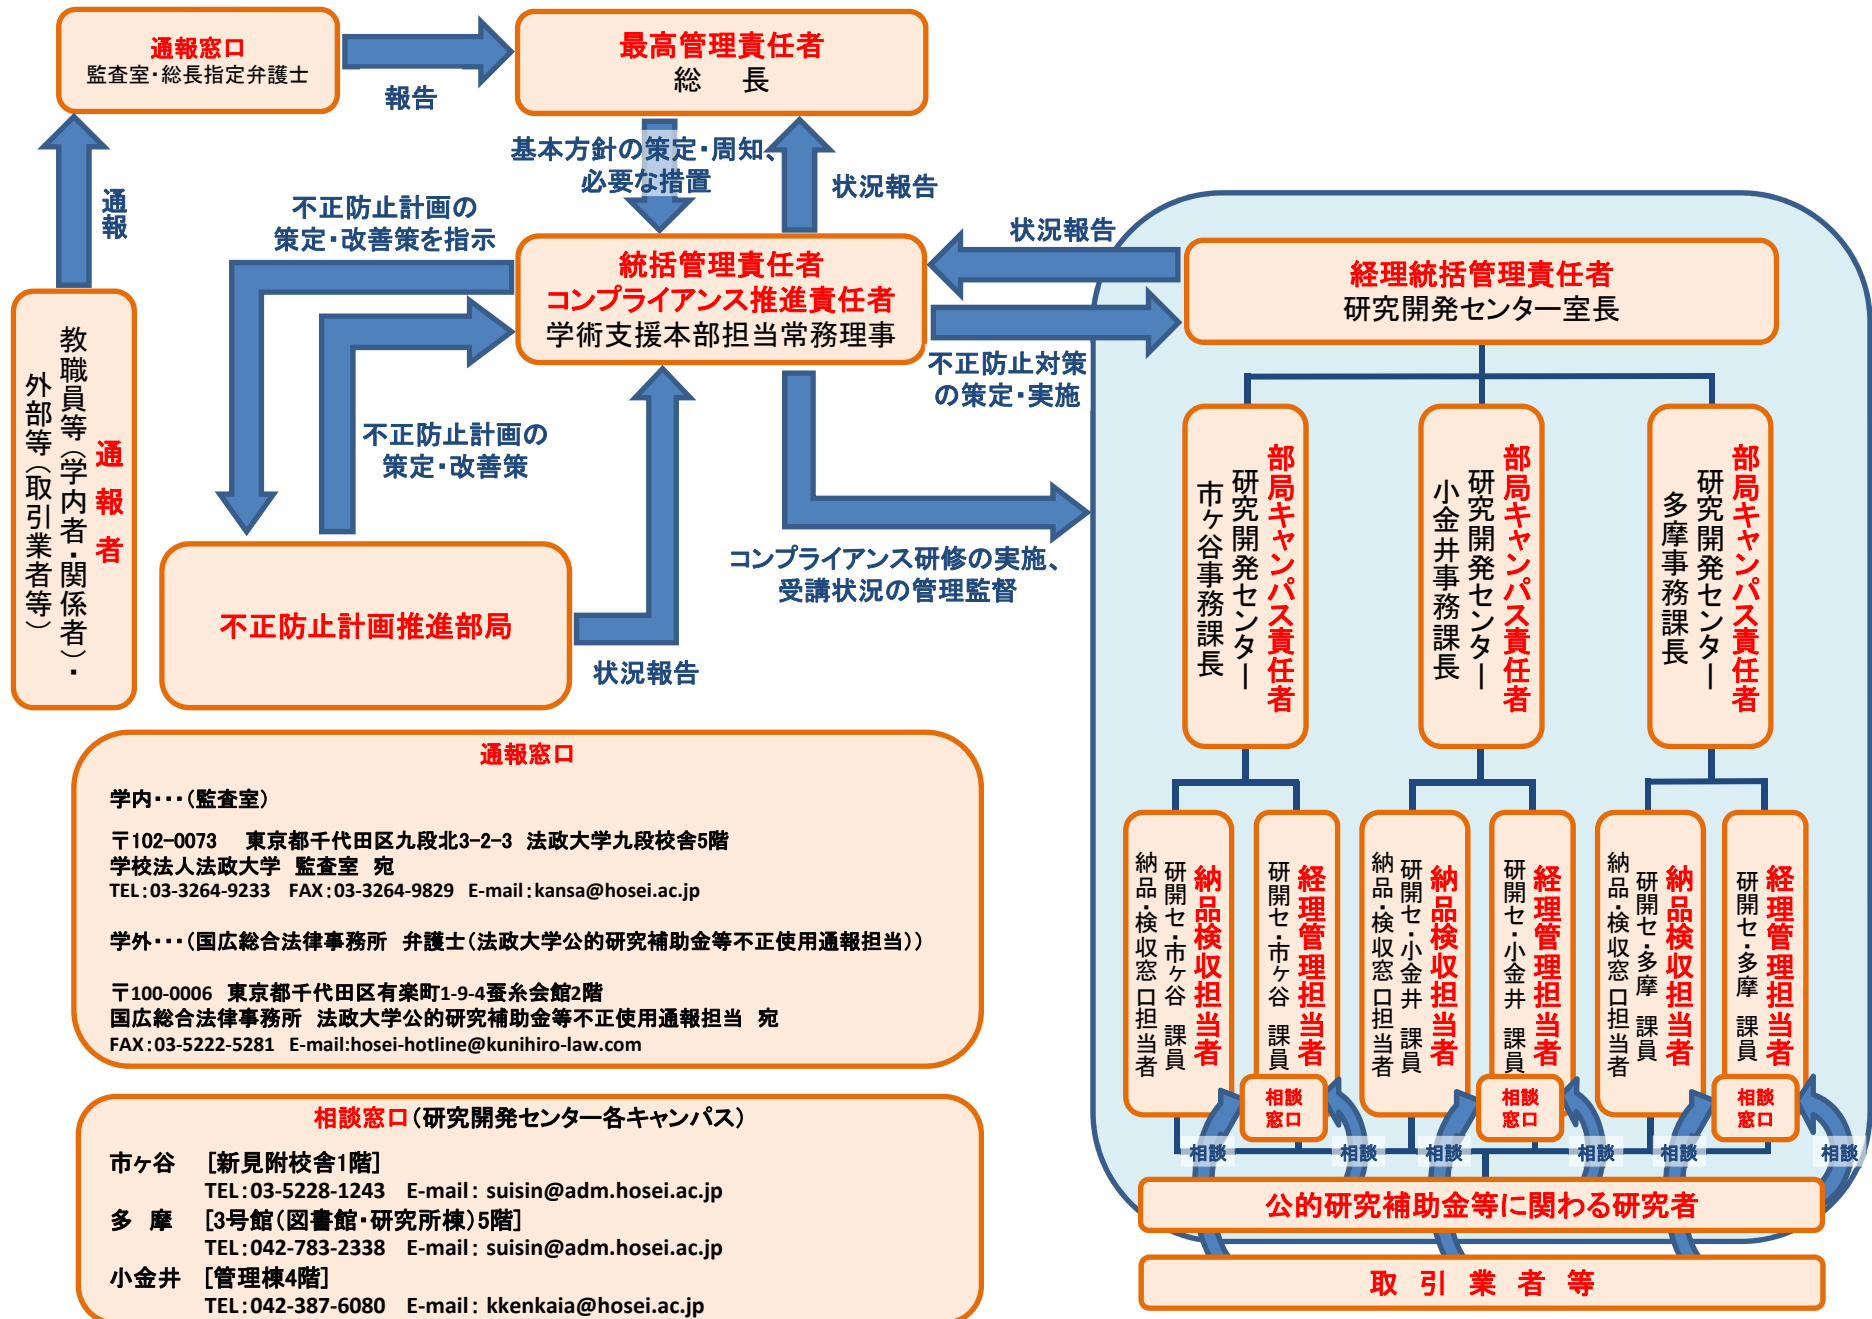 通報窓口
監査室・総長指定弁護士
報告
最高管理責任者
総　長
通報
基本方針の策定・周知、
必要な措置
状況報告
不正防止計画の
策定・改善策を指示
統括管理責任者
コンプライアンス推進責任者
学術支援本部担当常務理事
状況報告
経理統括管理責任者
研究開発センター室長
不正防止対策
の策定・実施
通報者
教職員等（学内者・関係者）・
外部等（取引業者等）
不正防止計画の
策定・改善策
コンプライアンス研修の実施、
受講状況の管理監督
不正防止計画推進部局
状況報告
部局キャンパス責任者
研究開発センター
市ヶ谷事務課長
部局キャンパス責任者
研究開発センター
小金井事務課長
部局キャンパス責任者
研究開発センター
多摩事務課長
納品検収担当者
研開セ・市ヶ谷 課員
納品・検収窓口担当者
経理管理担当者
研開セ・市ヶ谷 課員
納品検収担当者
研開セ・小金井 課員
納品・検収窓口担当者
経理管理担当者
研開セ・小金井 課員
納品検収担当者
研開セ・多摩 課員
納品・検収窓口担当者
経理管理担当者
研開セ・多摩 課員
相談
窓口
相談
窓口
相談
窓口
相談
相談
相談
相談
相談
相談
公的研究補助金等に関わる研究者
取引業者等
通報窓口
学内・・・（監査室）
〒102-0073　東京都千代田区九段北3-2-3 法政大学九段校舎5階
学校法人法政大学 監査室 宛
TEL：03-3264-9233　FAX：03-3264-9829　E-mail：kansa@hosei.ac.jp
学外・・・（国広総合法律事務所 弁護士（法政大学公的研究補助金等不正使用通報担当））
〒100-0006 東京都千代田区有楽町1-9-4蚕糸会館2階
国広総合法律事務所 法政大学公的研究補助金等不正使用通報担当 宛
FAX：03-5222-5281 E-mail:hosei-hotline@kunihiro-law.com
相談窓口（研究開発センター各キャンパス）
市ヶ谷　[新見附校舎1階]
TEL：03-5228-1243　E-mail： suisin@adm.hosei.ac.jp
多 摩　[3号館（図書館・研究所棟）5階]
TEL：042-783-2338　E-mail： suisin@adm.hosei.ac.jp
小金井　[管理棟4階]
TEL：042-387-6080　E-mail： kkenkaia@hosei.ac.jp